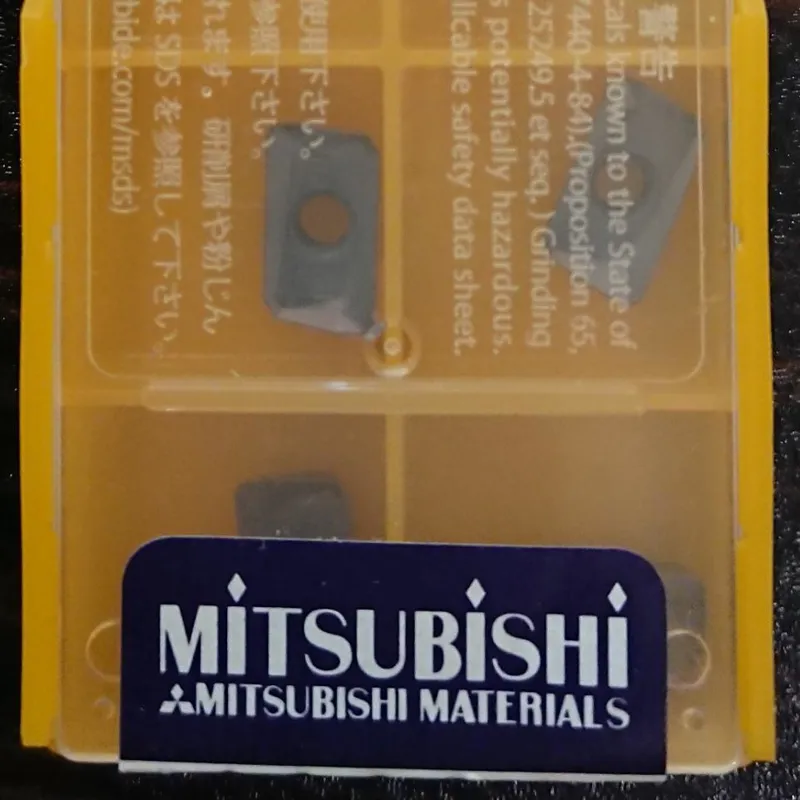 警告
cals known to the State of
7440-4-84),(Proposition 65,
25249.5 et seq. ) Grinding
s potentially hazardous.
licable safety data sheet.
使用下さい。
参照下さい。
れます。研削屑や粉じん
は SDS を参照して下さい。
bide.com/msds)
MITSUBISHI
MITSUBISHI MATERIALS